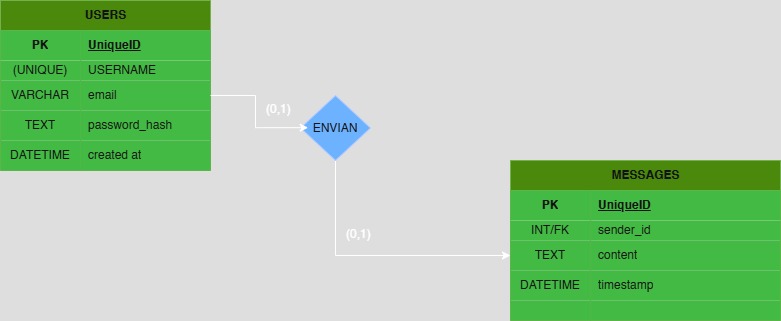 USERS
PK UniqueID
(UNIQUE) USERNAME
VARCHAR email
TEXT password_hash
DATETIME created at
(0,1)
ENVIAN
(0,1)
MESSAGES
PK UniqueID
INT/FK sender_id
TEXT content
DATETIME timestamp